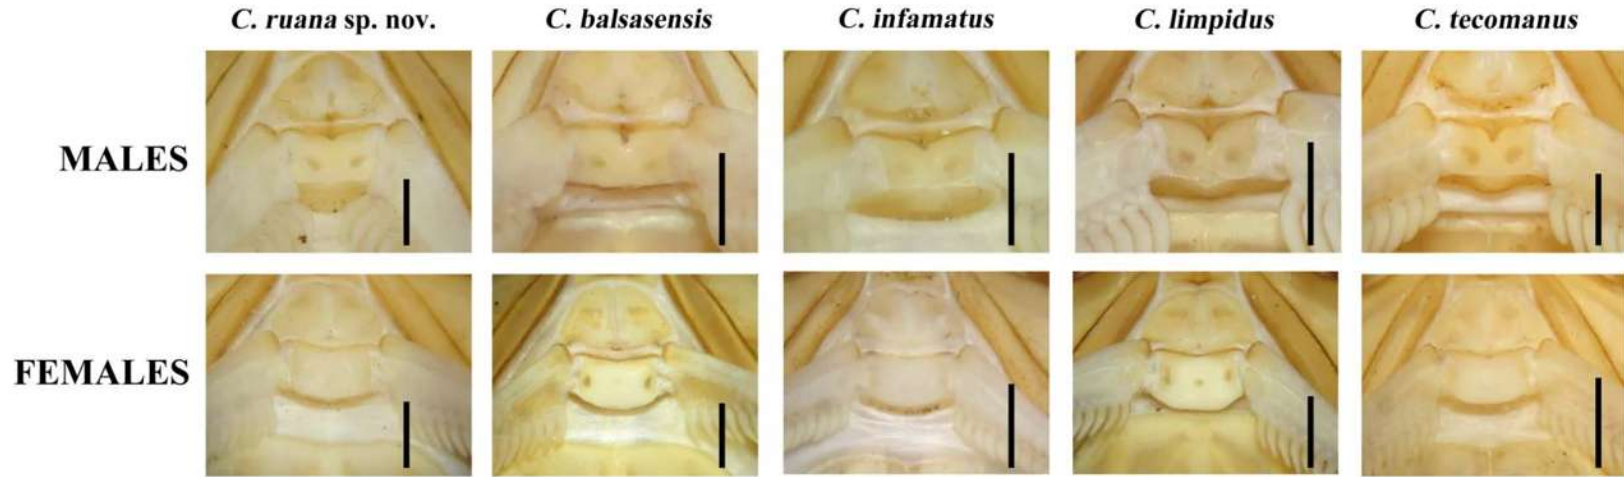 C. ruana sp. nov. C. balsasensis C. infamatus C. limpidus C. tecomanus
MALES
FEMALES